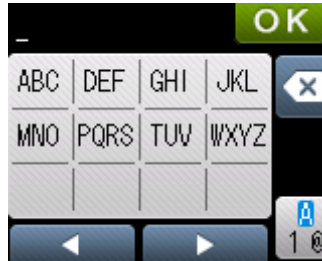 _ OK
ABC DEF GHI JKL
MNO PQRS TUV WXYZ
A
1 @